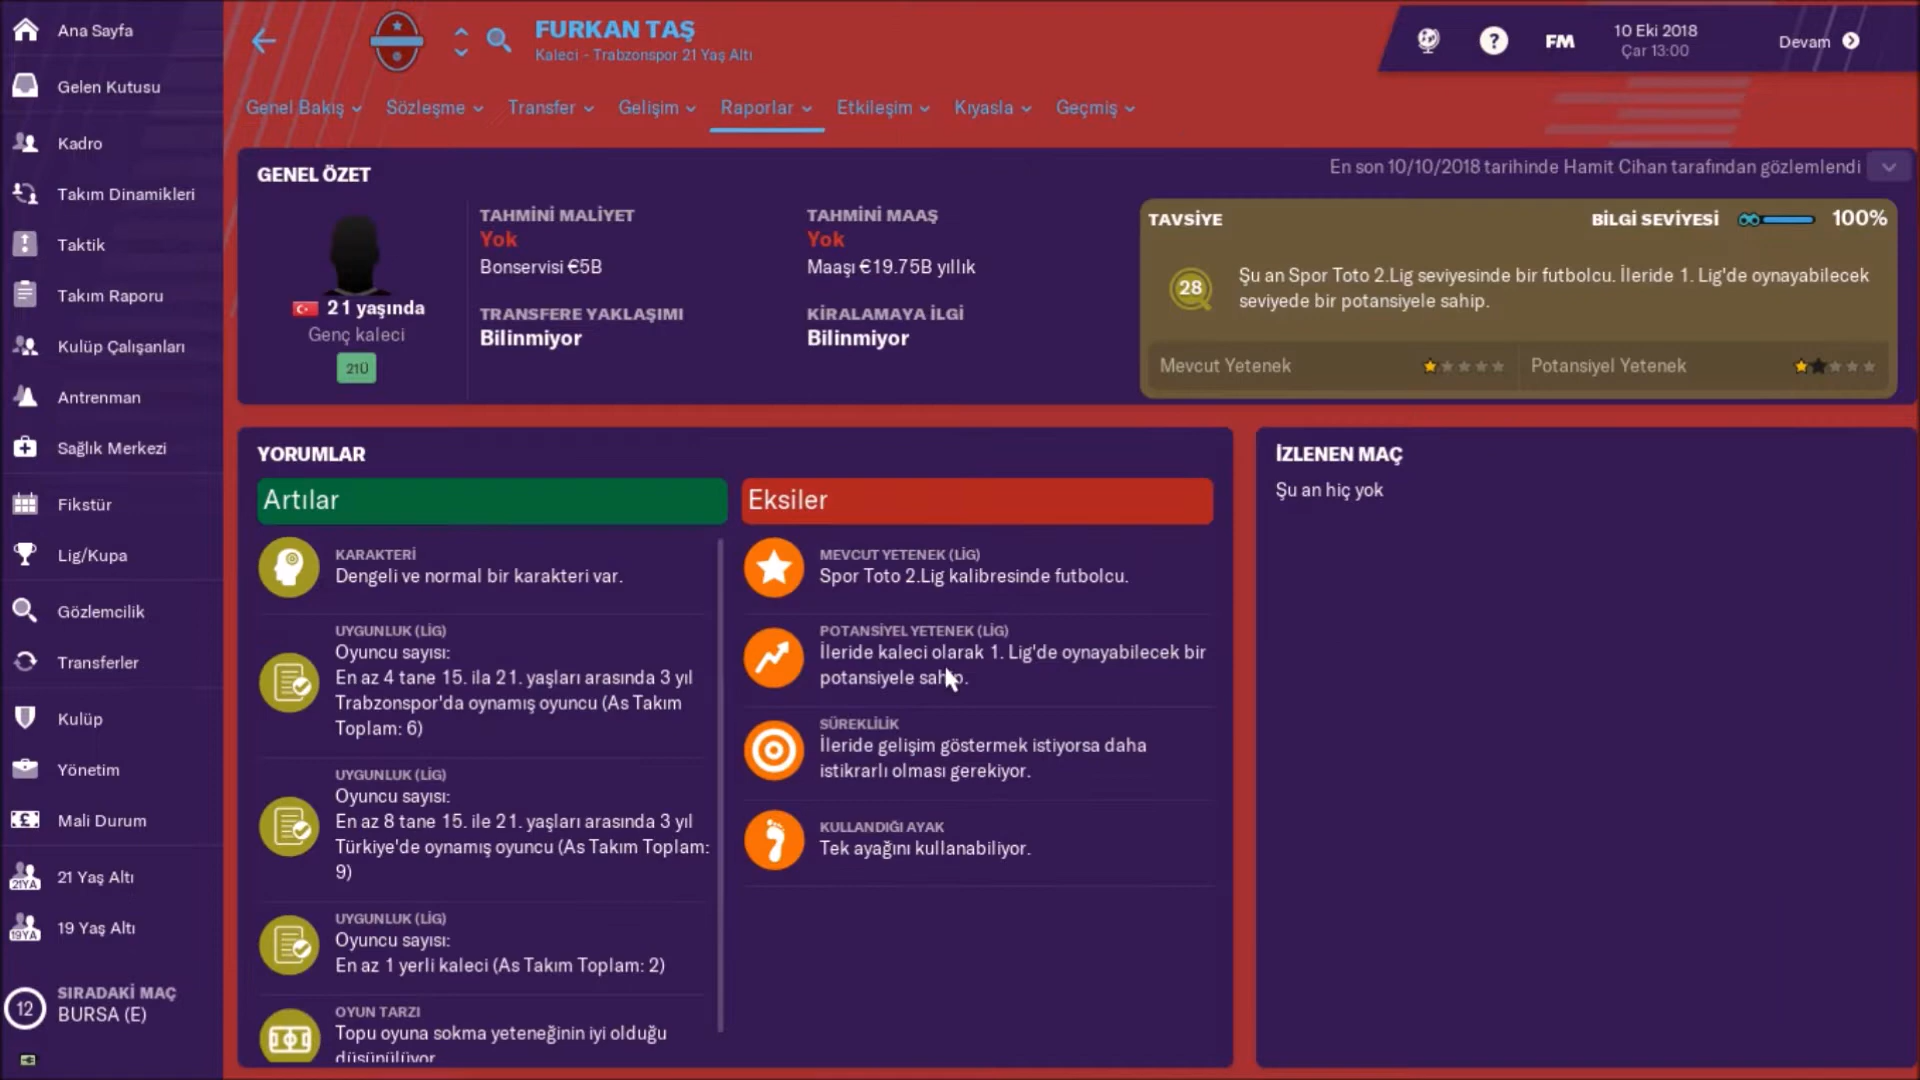 Ana Sayfa
Gelen Kutusu
Kadro
Takım Dinamikleri
Taktik
Takım Raporu
Kulüp Çalışanları
Antrenman
Sağlık Merkezi
Fikstür
Lig/Kupa
Gözlemcilik
Transferler
Kulüp
Yönetim
Mali Durum
21YA
21 Yaş Altı
19YA
19 Yaş Altı
12
SIRADAKİ MAÇ
BURSA (E)
FURKAN TAŞ
Kaleci - Trabzonspor 21 Yaş Altı
?
FM
10 Eki 2018
Çar 13:00
Devam
Genel Bakış
Sözleşme
Transfer
Gelişim
Raporlar
Etkileşim
Kıyasla
Geçmiş
GENEL ÖZET
En son 10/10/2018 tarihinde Hamit Cihan tarafından gözlemlendi
21 yaşında
Genç kaleci
21Ü
TAHMİNİ MALİYET
Yok
Bonservisi €5B
TRANSFERE YAKLAŞIMI
Bilinmiyor
TAHMİNİ MAAŞ
Yok
Maaşı €19.75B yıllık
KİRALAMAYA İLGİ
Bilinmiyor
TAVSİYE
BİLGİ SEVİYESİ
100%
28
Şu an Spor Toto 2.Lig seviyesinde bir futbolcu. İleride 1. Lig'de oynayabilecek
seviyede bir potansiyele sahip.
Mevcut Yetenek
Potansiyel Yetenek
YORUMLAR
Artılar
KARAKTERİ
Dengeli ve normal bir karakteri var.
UYGUNLUK (LİG)
Oyuncu sayısı:
En az 4 tane 15. ila 21. yaşları arasında 3 yıl
Trabzonspor'da oynamış oyuncu (As Takım
Toplam: 6)
UYGUNLUK (LİG)
Oyuncu sayısı:
En az 8 tane 15. ile 21. yaşları arasında 3 yıl
Türkiye'de oynamış oyuncu (As Takım Toplam:
9)
UYGUNLUK (LİG)
Oyuncu sayısı:
En az 1 yerli kaleci (As Takım Toplam: 2)
OYUN TARZI
Topu oyuna sokma yeteneğinin iyi olduğu
düşünülüyor
Eksiler
MEVCUT YETENEK (LİG)
Spor Toto 2.Lig kalibresinde futbolcu.
POTANSİYEL YETENEK (LİG)
İleride kaleci olarak 1. Lig'de oynayabilecek bir
potansiyele sahip.
SÜREKLİLİK
İleride gelişim göstermek istiyorsa daha
istikrarlı olması gerekiyor.
KULLANDIĞI AYAK
Tek ayağını kullanabiliyor.
İZLENEN MAÇ
Şu an hiç yok